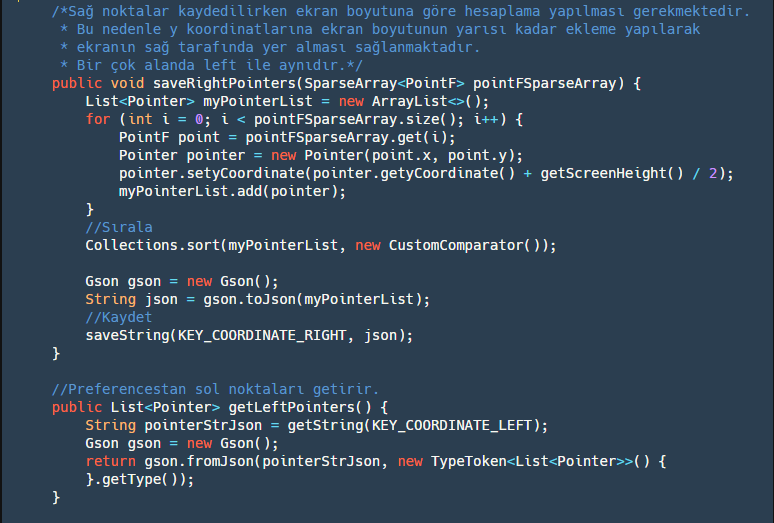 /*Sağ noktalar kaydedilirken ekran boyutuna göre hesaplama yapılması gerekmektedir.
 * Bu nedenle y koordinatlarına ekran boyutunun yarısı kadar ekleme yapılarak
 * ekranın sağ tarafında yer alması sağlanmaktadır.
 * Bir çok alanda left ile aynıdır.*/
public void saveRightPointers(SparseArray<PointF> pointFSparseArray) {
    List<Pointer> myPointerList = new ArrayList<>();
    for (int i = 0; i < pointFSparseArray.size(); i++) {
        PointF point = pointFSparseArray.get(i);
        Pointer pointer = new Pointer(point.x, point.y);
        pointer.setyCoordinate(pointer.getyCoordinate() + getScreenHeight() / 2);
        myPointerList.add(pointer);
    }
    //Sırala
    Collections.sort(myPointerList, new CustomComparator());

    Gson gson = new Gson();
    String json = gson.toJson(myPointerList);
    //Kaydet
    saveString(KEY_COORDINATE_RIGHT, json);
}

//Preferencestan sol noktaları getirir.
public List<Pointer> getLeftPointers() {
    String pointerStrJson = getString(KEY_COORDINATE_LEFT);
    Gson gson = new Gson();
    return gson.fromJson(pointerStrJson, new TypeToken<List<Pointer>>() {
    }.getType());
}